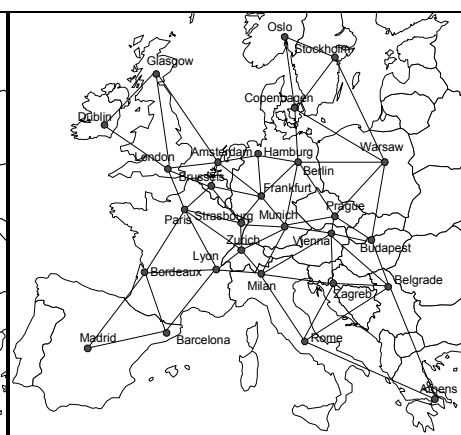 Oslo
Stockholm
Glasgow
Copenhagen
Dublin
Amsterdam
Hamburg
London
Warsaw
Berlin
Brussels
Frankfurt
Paris
Strasbourg
Munich
Prague
Zurich
Vienna
Budapest
Lyon
Bordeaux
Milan
Zagreb
Belgrade
Madrid
Barcelona
Rome
Athens